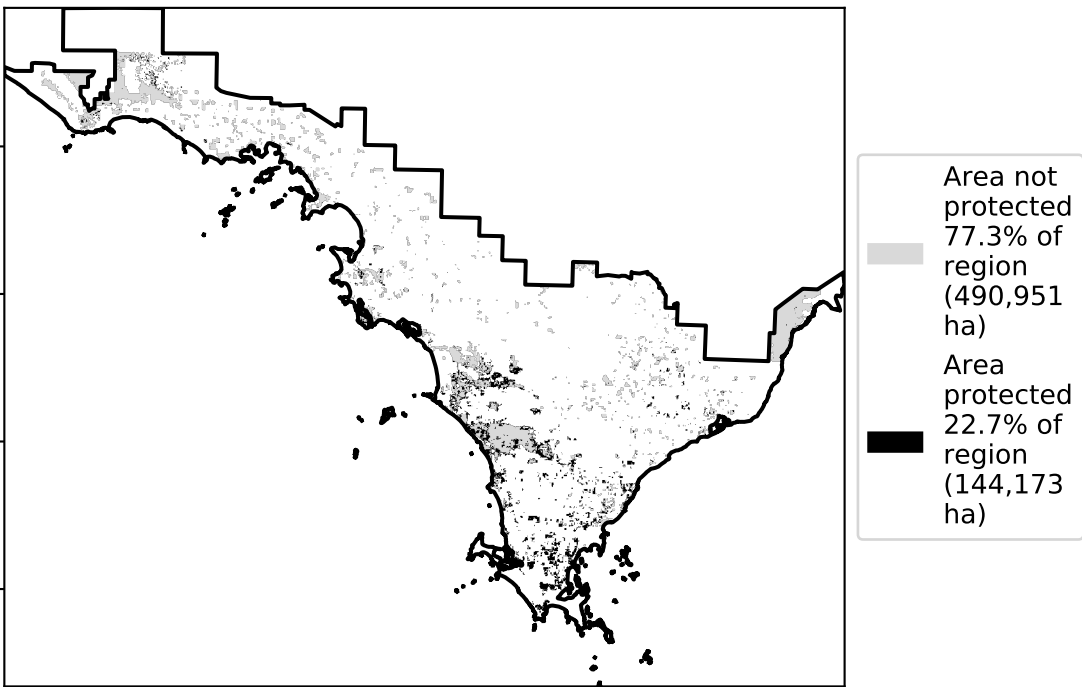 Area not
protected
77.3% of
region
(490,951
ha)
Area
protected
22.7% of
region
(144,173
ha)